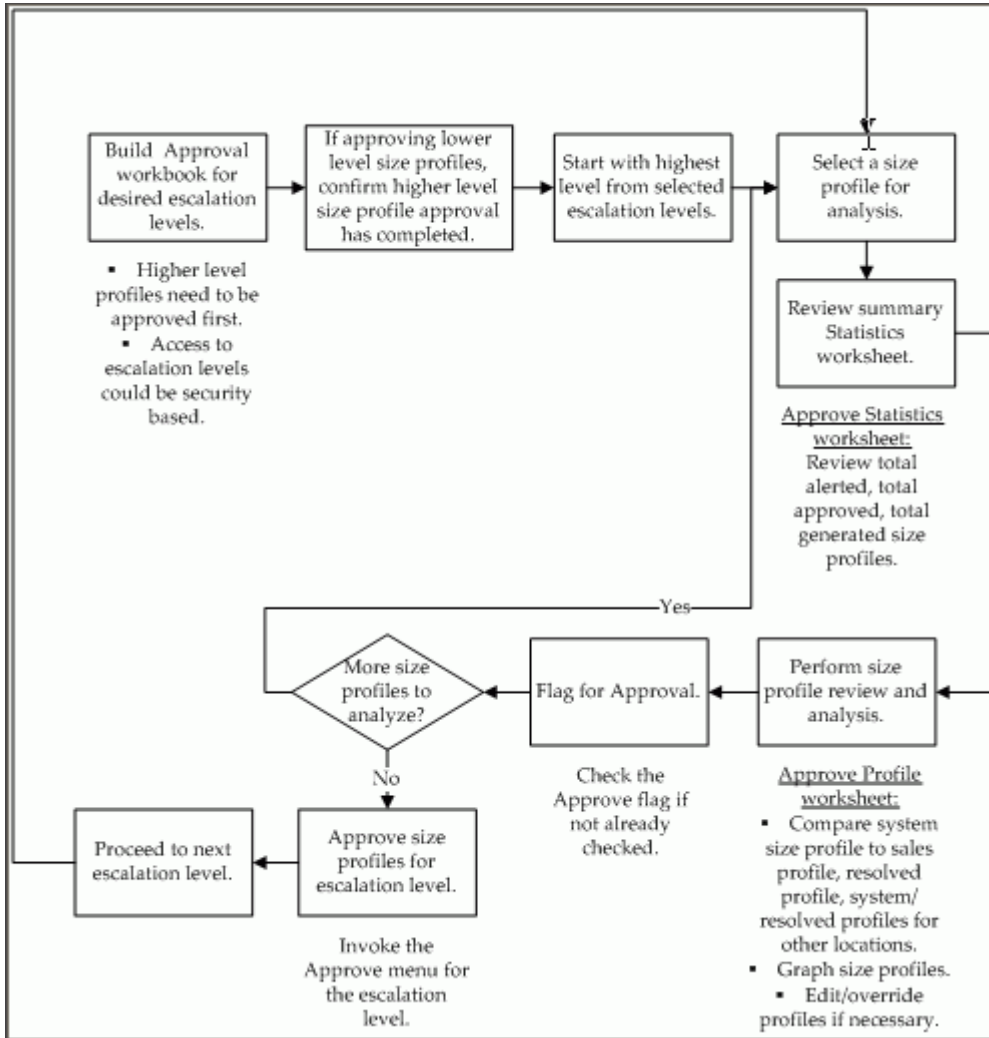 Build Approval
workbook for
desired escalation
levels.
▪ Higher level
profiles need to be
approved first.
▪ Access to
escalation levels
could be security
based.
If approving lower
level size profiles,
confirm higher level
size profile approval
has completed.
Start with highest
level from selected
escalation levels.
Select a size
profile for
analysis.
Review summary
Statistics
worksheet.
Approve Statistics
worksheet:
Review total
alerted, total
approved, total
generated size
profiles.
Yes
Perform size
profile review and
analysis.
Approve Profile
worksheet:
▪ Compare system
size profile to sales
profile, resolved
profile, system/
resolved profiles for
other locations.
▪ Graph size profiles.
▪ Edit/override
profiles if necessary.
Flag for Approval.
Check the
Approve flag if
not already
checked.
More size
profiles to
analyze?
No
Approve size
profiles for
escalation level.
Invoke the
Approve menu for
the escalation
level.
Proceed to next
escalation level.